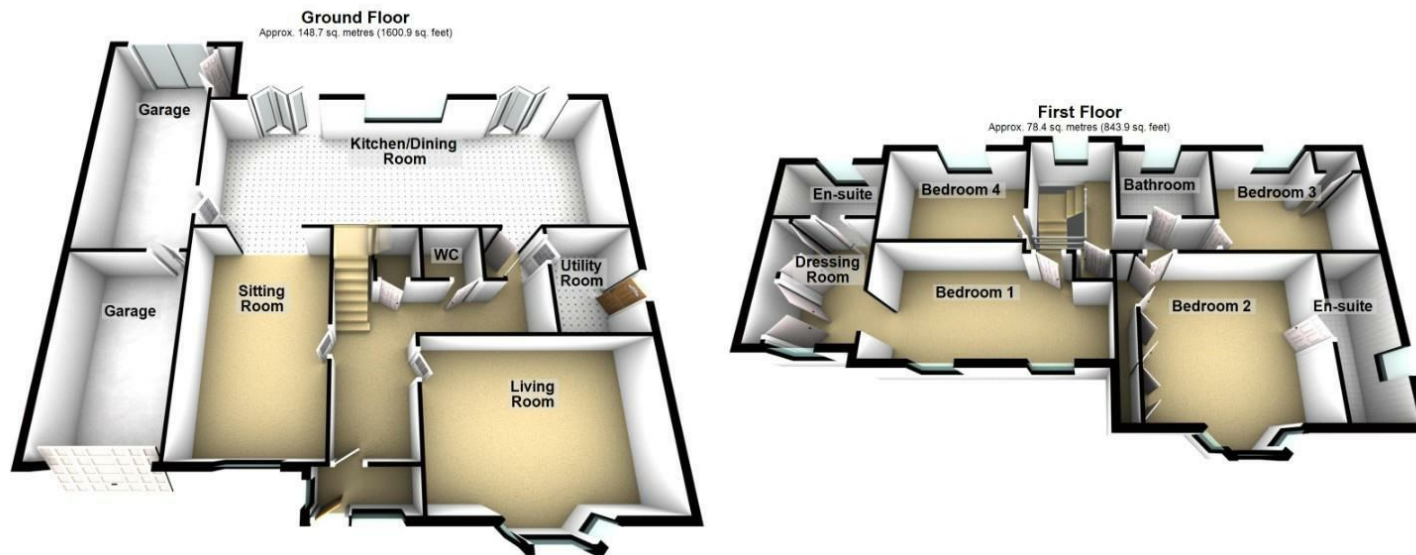 Ground Floor
Approx. 148.7 sq. metres (1600.9 sq. feet)
Garage
Kitchen/Dining
Room
WC
Utility
Room
Sitting
Room
Garage
Living
Room
First Floor
Approx. 78.4 sq. metres (843.9 sq. feet)
En-suite
Bedroom 4
Bathroom
Bedroom 3
Dressing
Room
Bedroom 1
Bedroom 2
En-suite